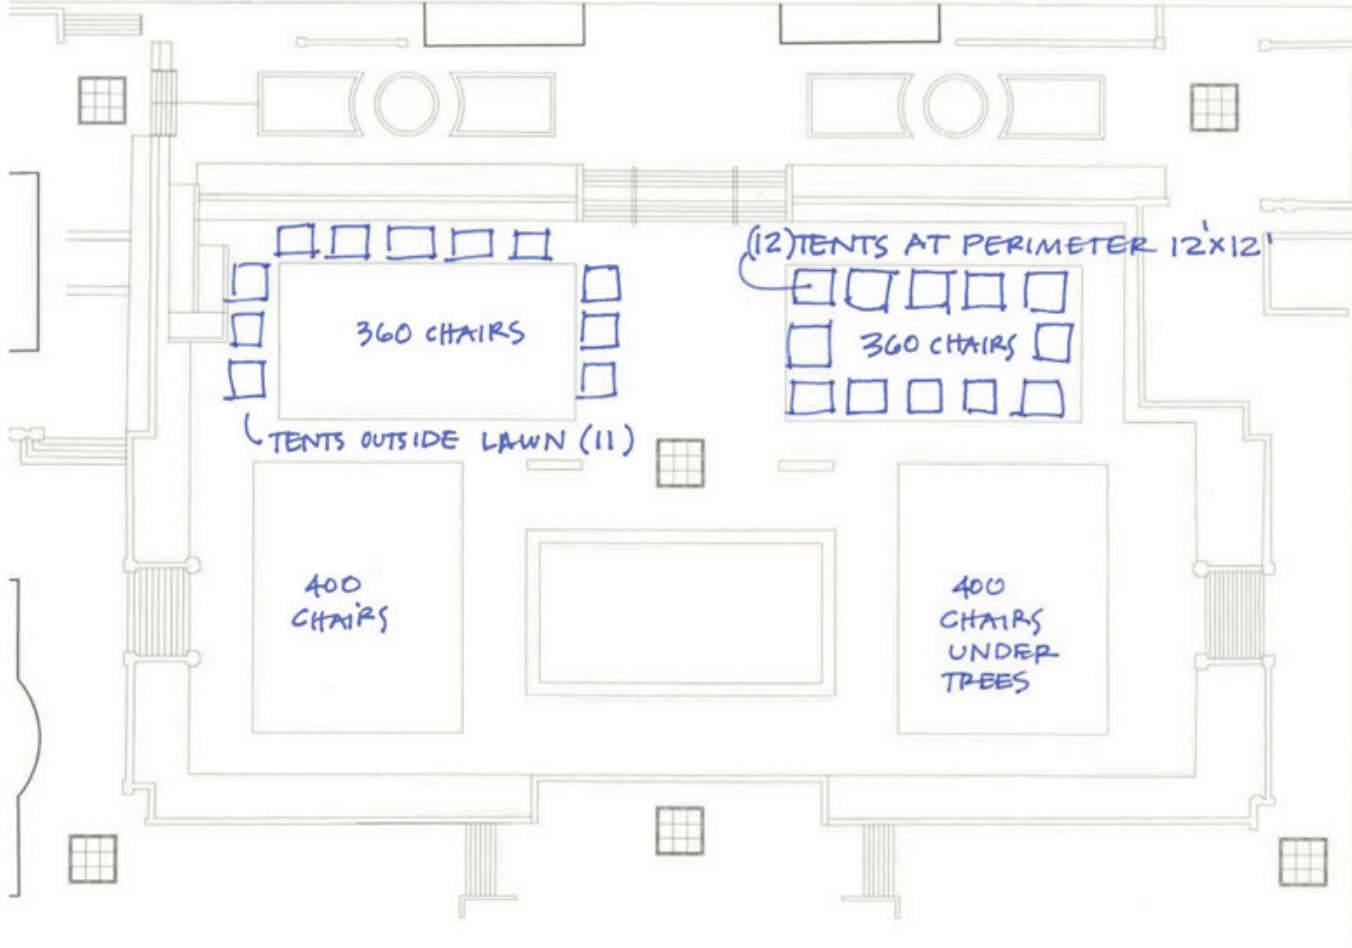 (12) TENTS AT PERIMETER 12'X12'
360 CHAIRS
360 CHAIRS
TENTS OUTSIDE LAWN (11)
400
CHAIRS
400
CHAIRS
UNDER
TREES